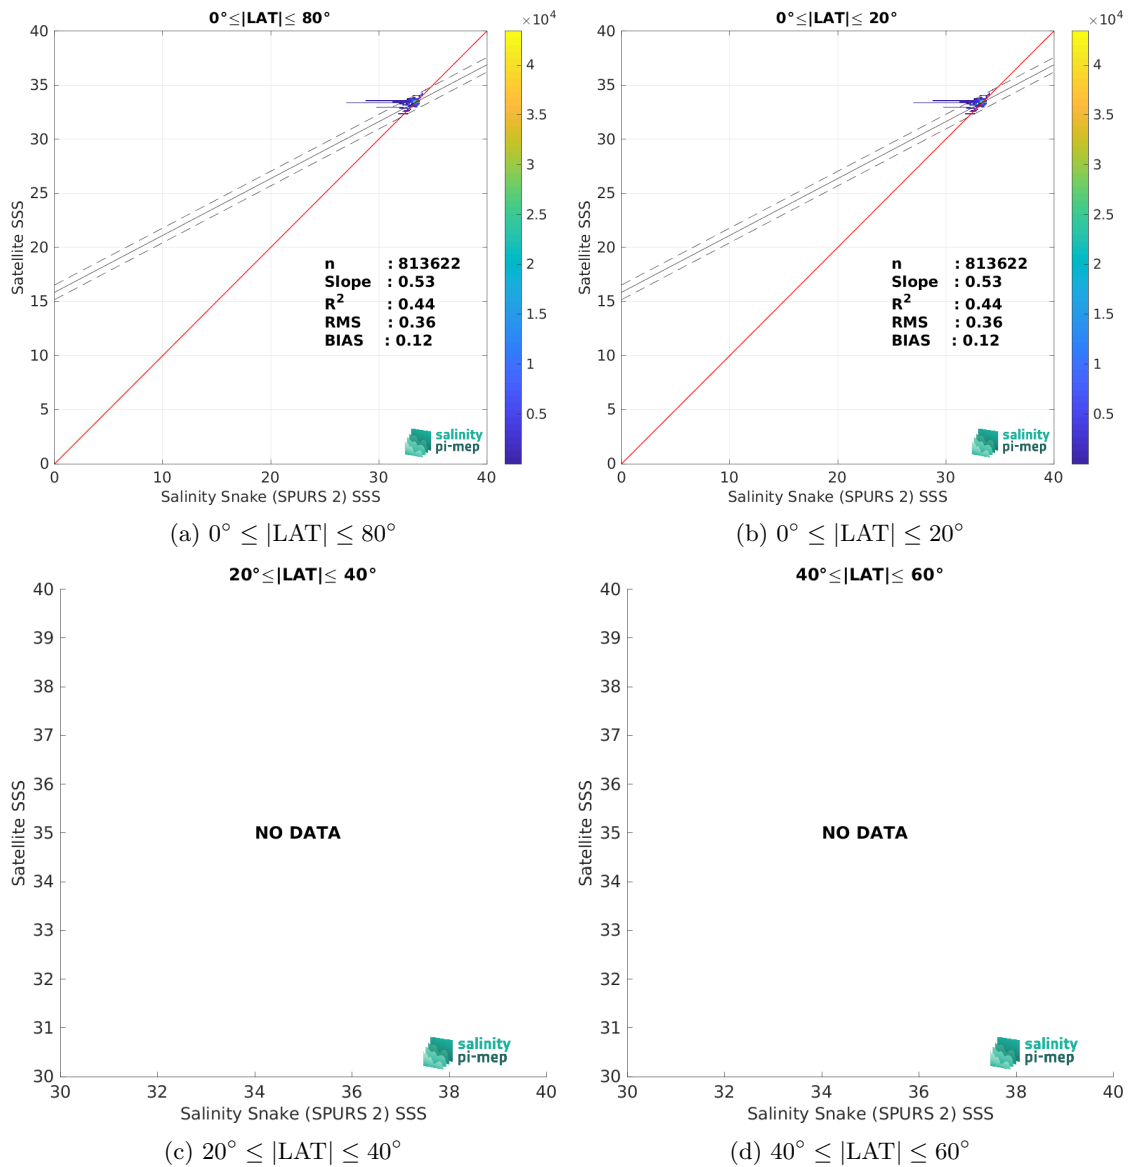 0°≤|LAT|≤ 80°
×10⁴
40
35
30
25
20
15
10
5
0
4
3.5
3
2.5
2
1.5
1
0.5
Satellite SSS
n : 813622
Slope : 0.53
R² : 0.44
RMS : 0.36
BIAS : 0.12
salinity
pi-mep
0 10 20 30 40
Salinity Snake (SPURS 2) SSS
(a) 0° ≤ |LAT| ≤ 80°
0°≤|LAT|≤ 20°
×10⁴
40
35
30
25
20
15
10
5
0
4
3.5
3
2.5
2
1.5
1
0.5
Satellite SSS
n : 813622
Slope : 0.53
R² : 0.44
RMS : 0.36
BIAS : 0.12
salinity
pi-mep
0 10 20 30 40
Salinity Snake (SPURS 2) SSS
(b) 0° ≤ |LAT| ≤ 20°
20°≤|LAT|≤ 40°
40
39
38
37
36
35
34
33
32
31
30
Satellite SSS
NO DATA
salinity
pi-mep
30 32 34 36 38 40
Salinity Snake (SPURS 2) SSS
(c) 20° ≤ |LAT| ≤ 40°
40°≤|LAT|≤ 60°
40
39
38
37
36
35
34
33
32
31
30
Satellite SSS
NO DATA
salinity
pi-mep
30 32 34 36 38 40
Salinity Snake (SPURS 2) SSS
(d) 40° ≤ |LAT| ≤ 60°